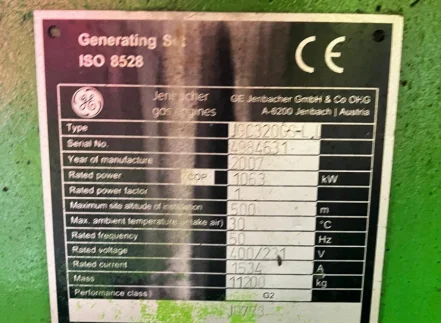 Generating Set
ISO 8528
CE
GE Jenbacher gas engines GE Jenbacher GmbH & Co OHG
A-6200 Jenbach | Austria
Type
Serial No. 4984631
Year of manufacture 2007
Rated power COP 1063 kW
Rated power factor 1
Maximum site altitude of installation 500 m
Max. ambient temperature (intake air) 30 °C
Rated frequency 50 Hz
Rated voltage 400/230 V
Rated current 1534 A
Mass 11200 kg
Performance class G2